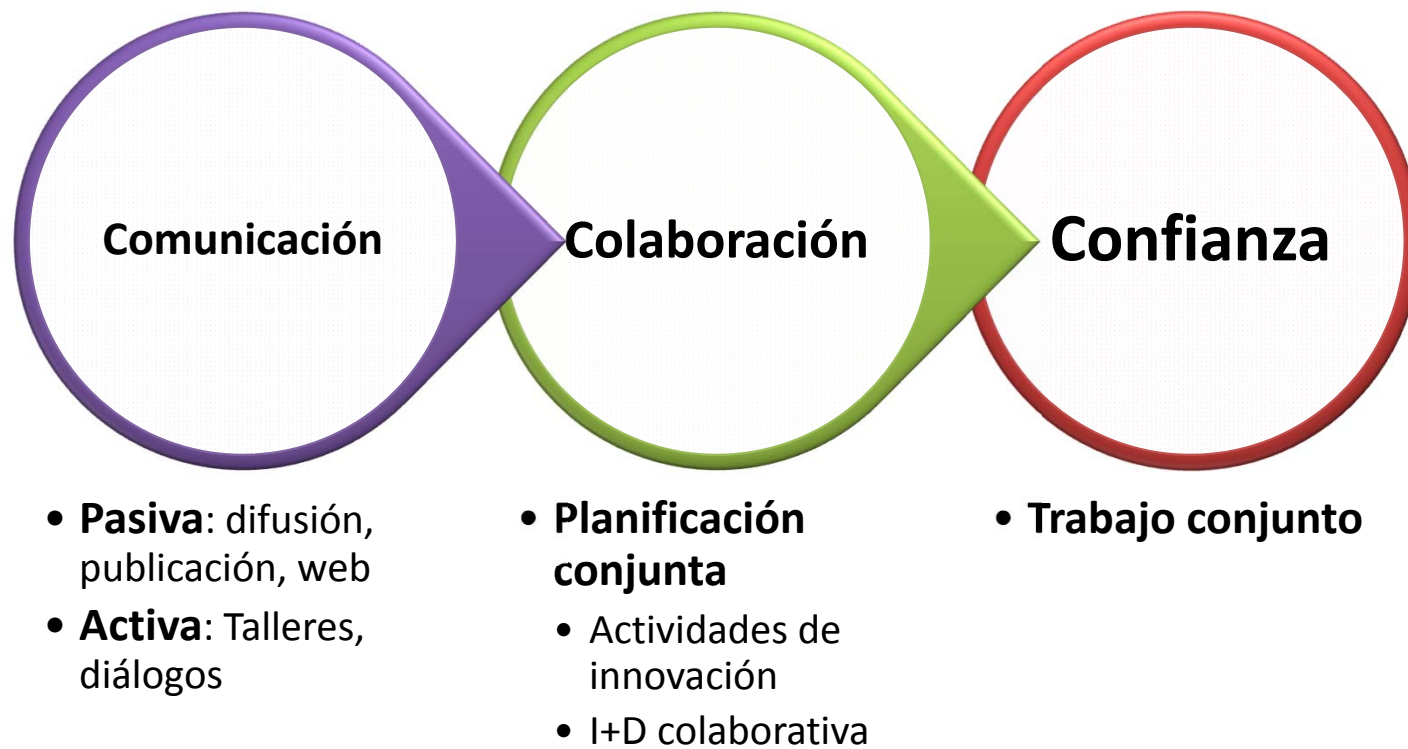 Comunicación
Colaboración
Confianza
• Pasiva: difusión,
publicación, web
• Activa: Talleres,
diálogos
• Planificación
conjunta
• Actividades de
innovación
• I+D colaborativa
• Trabajo conjunto